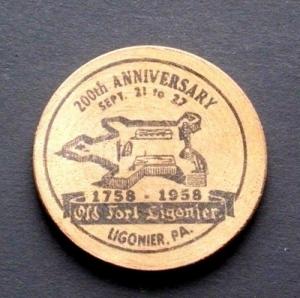 200th ANNIVERSARY
SEPT. 21 to 27
1758 - 1958
Old Fort Ligonier
LIGONIER, PA.